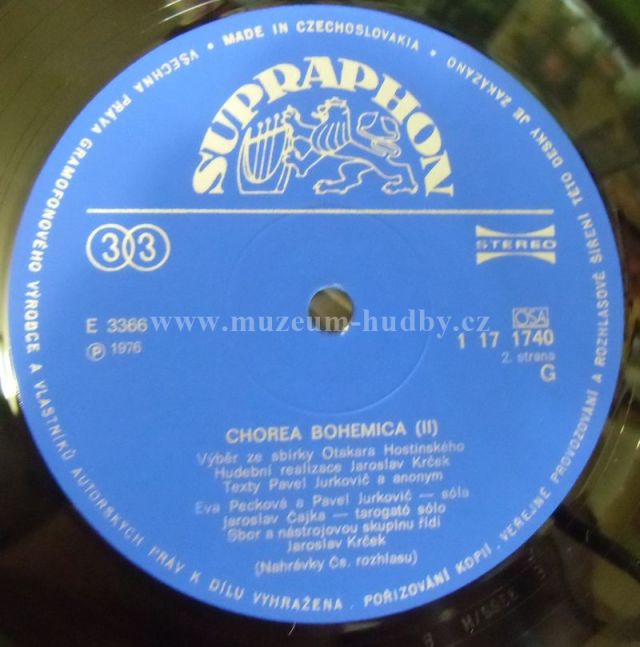 VŠECHNA PRÁVA GRAMOFONOVÉHO VÝROBCE A VLASTNÍKŮ AUTORSKÝCH PRÁV K DÍLU VYHRAŽENA . POŘIZOVÁNÍ KOPIÍ, VEŘEJNÉ PROVOZOVÁNÍ A ROZHLASOVÉ ŠÍŘENÍ TÉTO DESKY JE ZAKÁZÁNO
• MADE IN CZECHOSLOVAKIA •
SUPRAPHON
33
STEREO
E 3366
℗ 1976
www.muzeum-hudby.cz
OSA
1 17 1740
2. strana
G
CHOREA BOHEMICA (II)
Výběr ze sbírky Otakara Hostinského
Hudební realizace Jaroslav Krček
Texty Pavel Jurkovič a anonym
Eva Pecková a Pavel Jurkovič — sóla
Jaroslav Čajka — tarogató sólo
Sbor a nástrojovou skupinu řídí
Jaroslav Krček
(Nahrávky Čs. rozhlasu)